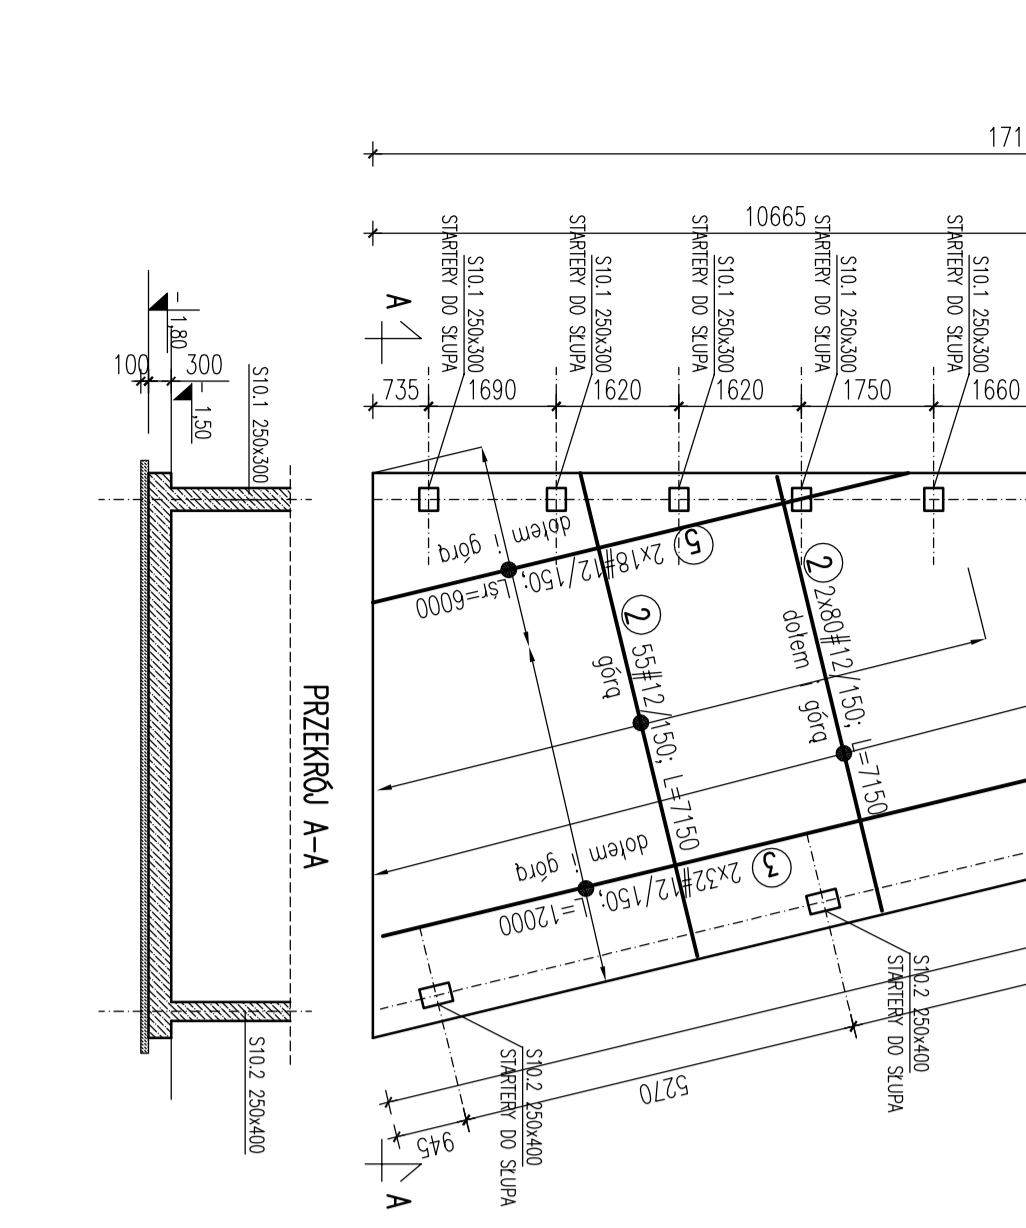 171
10665
S10.1 250x300
STARTERY DO SŁUPA
S10.1 250x300
STARTERY DO SŁUPA
S10.1 250x300
STARTERY DO SŁUPA
S10.1 250x300
STARTERY DO SŁUPA
S10.1 250x300
STARTERY DO SŁUPA
A
735
1690
1620
1620
1750
1660
-1,80
100
300
-1,50
S10.1 250x300
PRZEKRÓJ A-A
S10.2 250x400
5
2x18#12/150; Lśr=6000
dołem i górą
2
55#12/150; L=7150
górą
2
2x80#12/150; L=7150
dołem i górą
3
2x32#12/150; L=12000
dołem i górą
S10.2 250x400
STARTERY DO SŁUPA
S10.2 250x400
STARTERY DO SŁUPA
5270
945
A